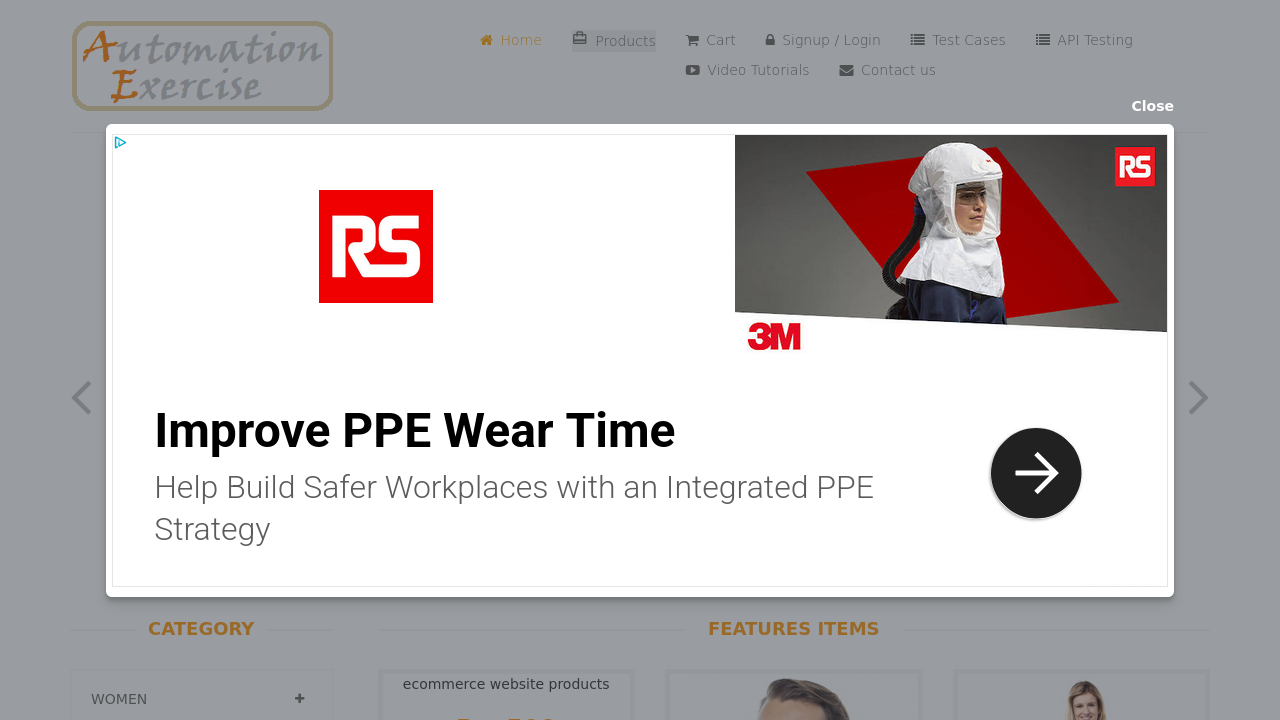 Automation
Exercise
Home
Products
Cart
Signup / Login
Test Cases
API Testing
Video Tutorials
Contact us
Close
RS
RS
3M
Improve PPE Wear Time
Help Build Safer Workplaces with an Integrated PPE
Strategy
CATEGORY
FEATURES ITEMS
WOMEN
ecommerce website products